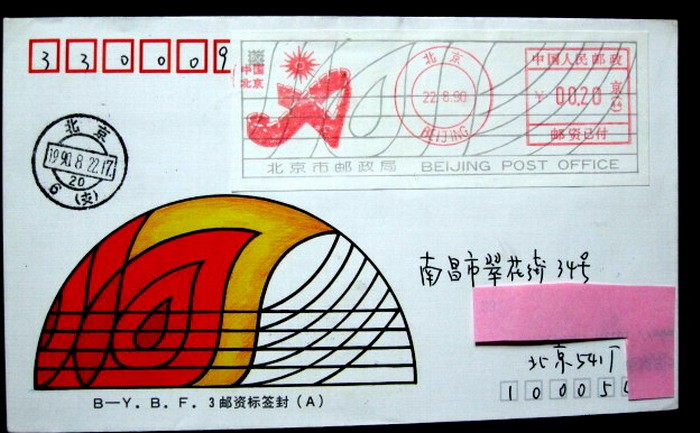 330009
中国
北京
北京
22.8.90
BEIJING
中国人民邮政
¥ 00.20
京
邮资已付
北京市邮政局 BEIJING POST OFFICE
北京
1990.8.22.17
20
6(支)
南昌市翠花街34号
北京541厂
10005
B—Y.B.F.3邮资标签封(A)